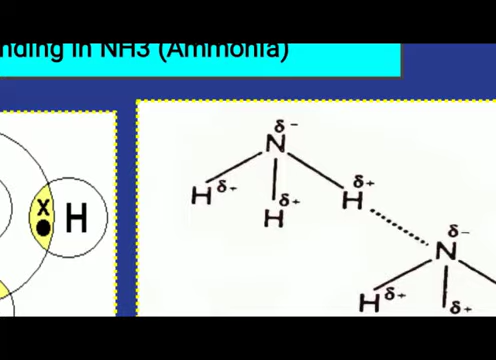 nding in NH3 (Ammonia)
δ-
N
H δ+ δ+ H δ+
H
x H
δ-
N
H δ+ δ+